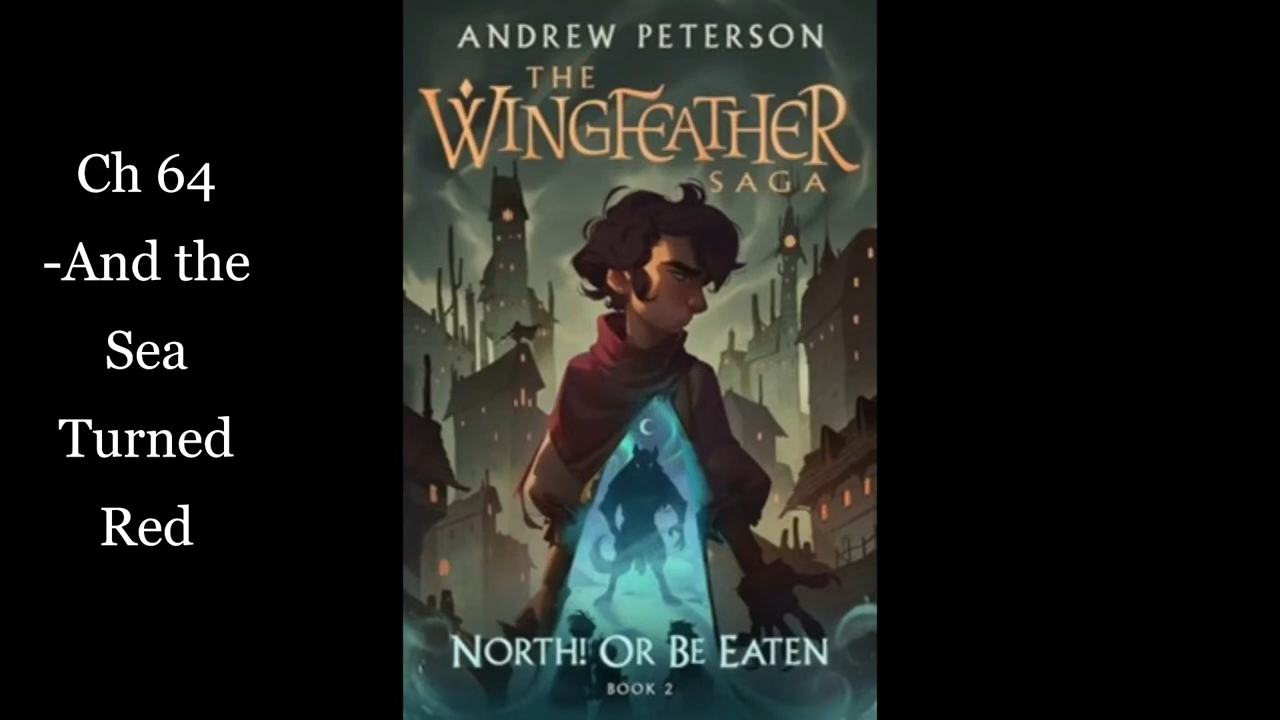 Ch 64
-And the
Sea
Turned
Red
ANDREW PETERSON
THE
WINGFEATHER
SAGA
NORTH! OR BE EATEN
BOOK 2